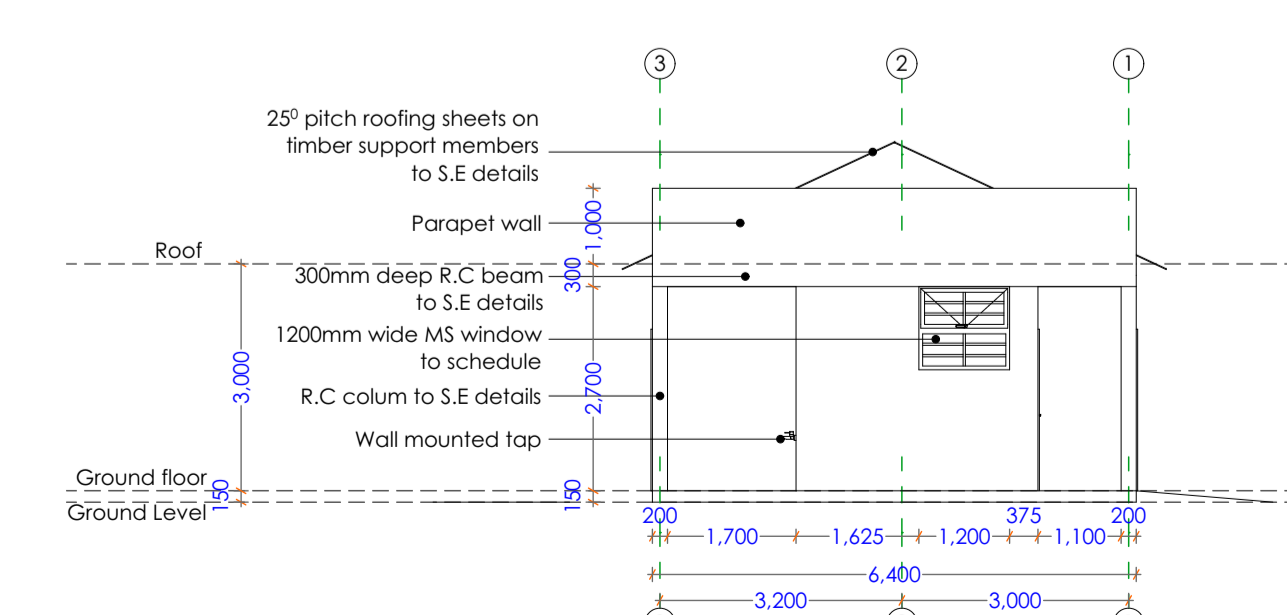 3
2
1
25⁰ pitch roofing sheets on
timber support members
to S.E details
Parapet wall
1,000
Roof
300mm deep R.C beam
to S.E details
300
1200mm wide MS window
to schedule
3,000
2,700
R.C colum to S.E details
Wall mounted tap
Ground floor
150
150
Ground Level
200
375
200
1,700
1,625
1,200
1,100
6,400
3,200
3,000